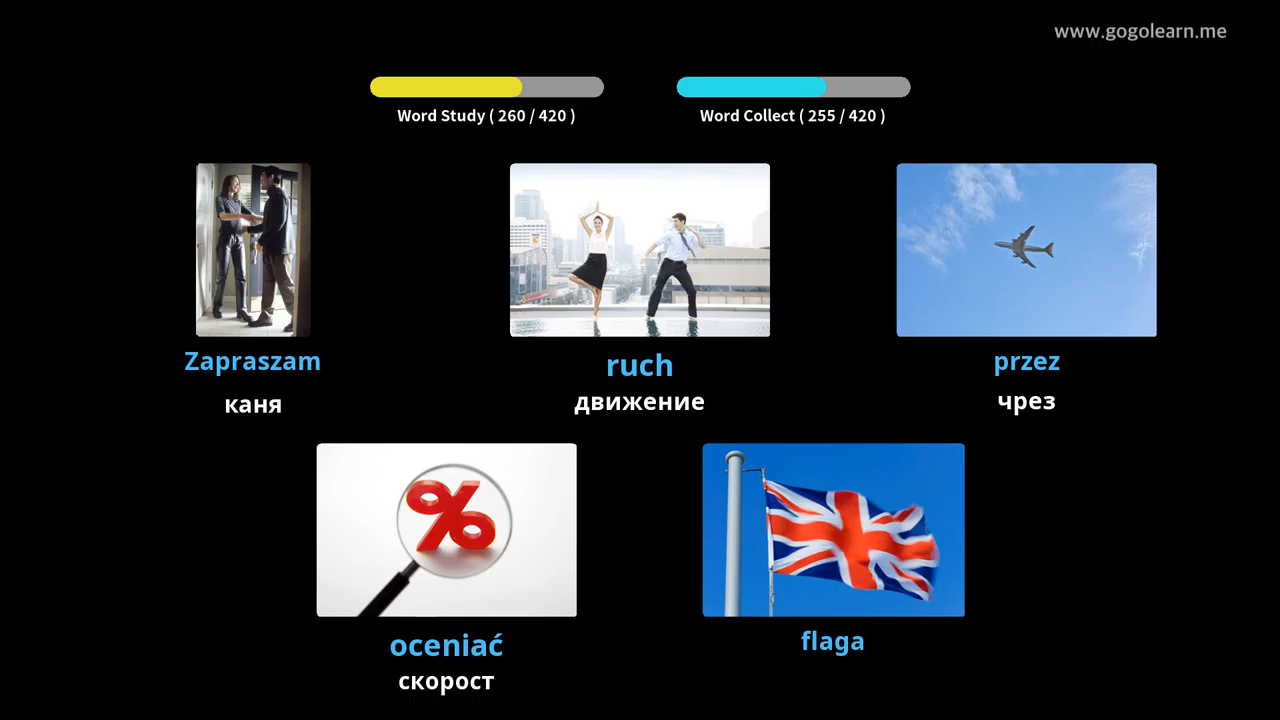 www.gogolearn.me
Word Study ( 260 / 420 )
Word Collect ( 255 / 420 )
Zapraszam
каня
ruch
движение
przez
чрез
oceniać
скорост
flaga